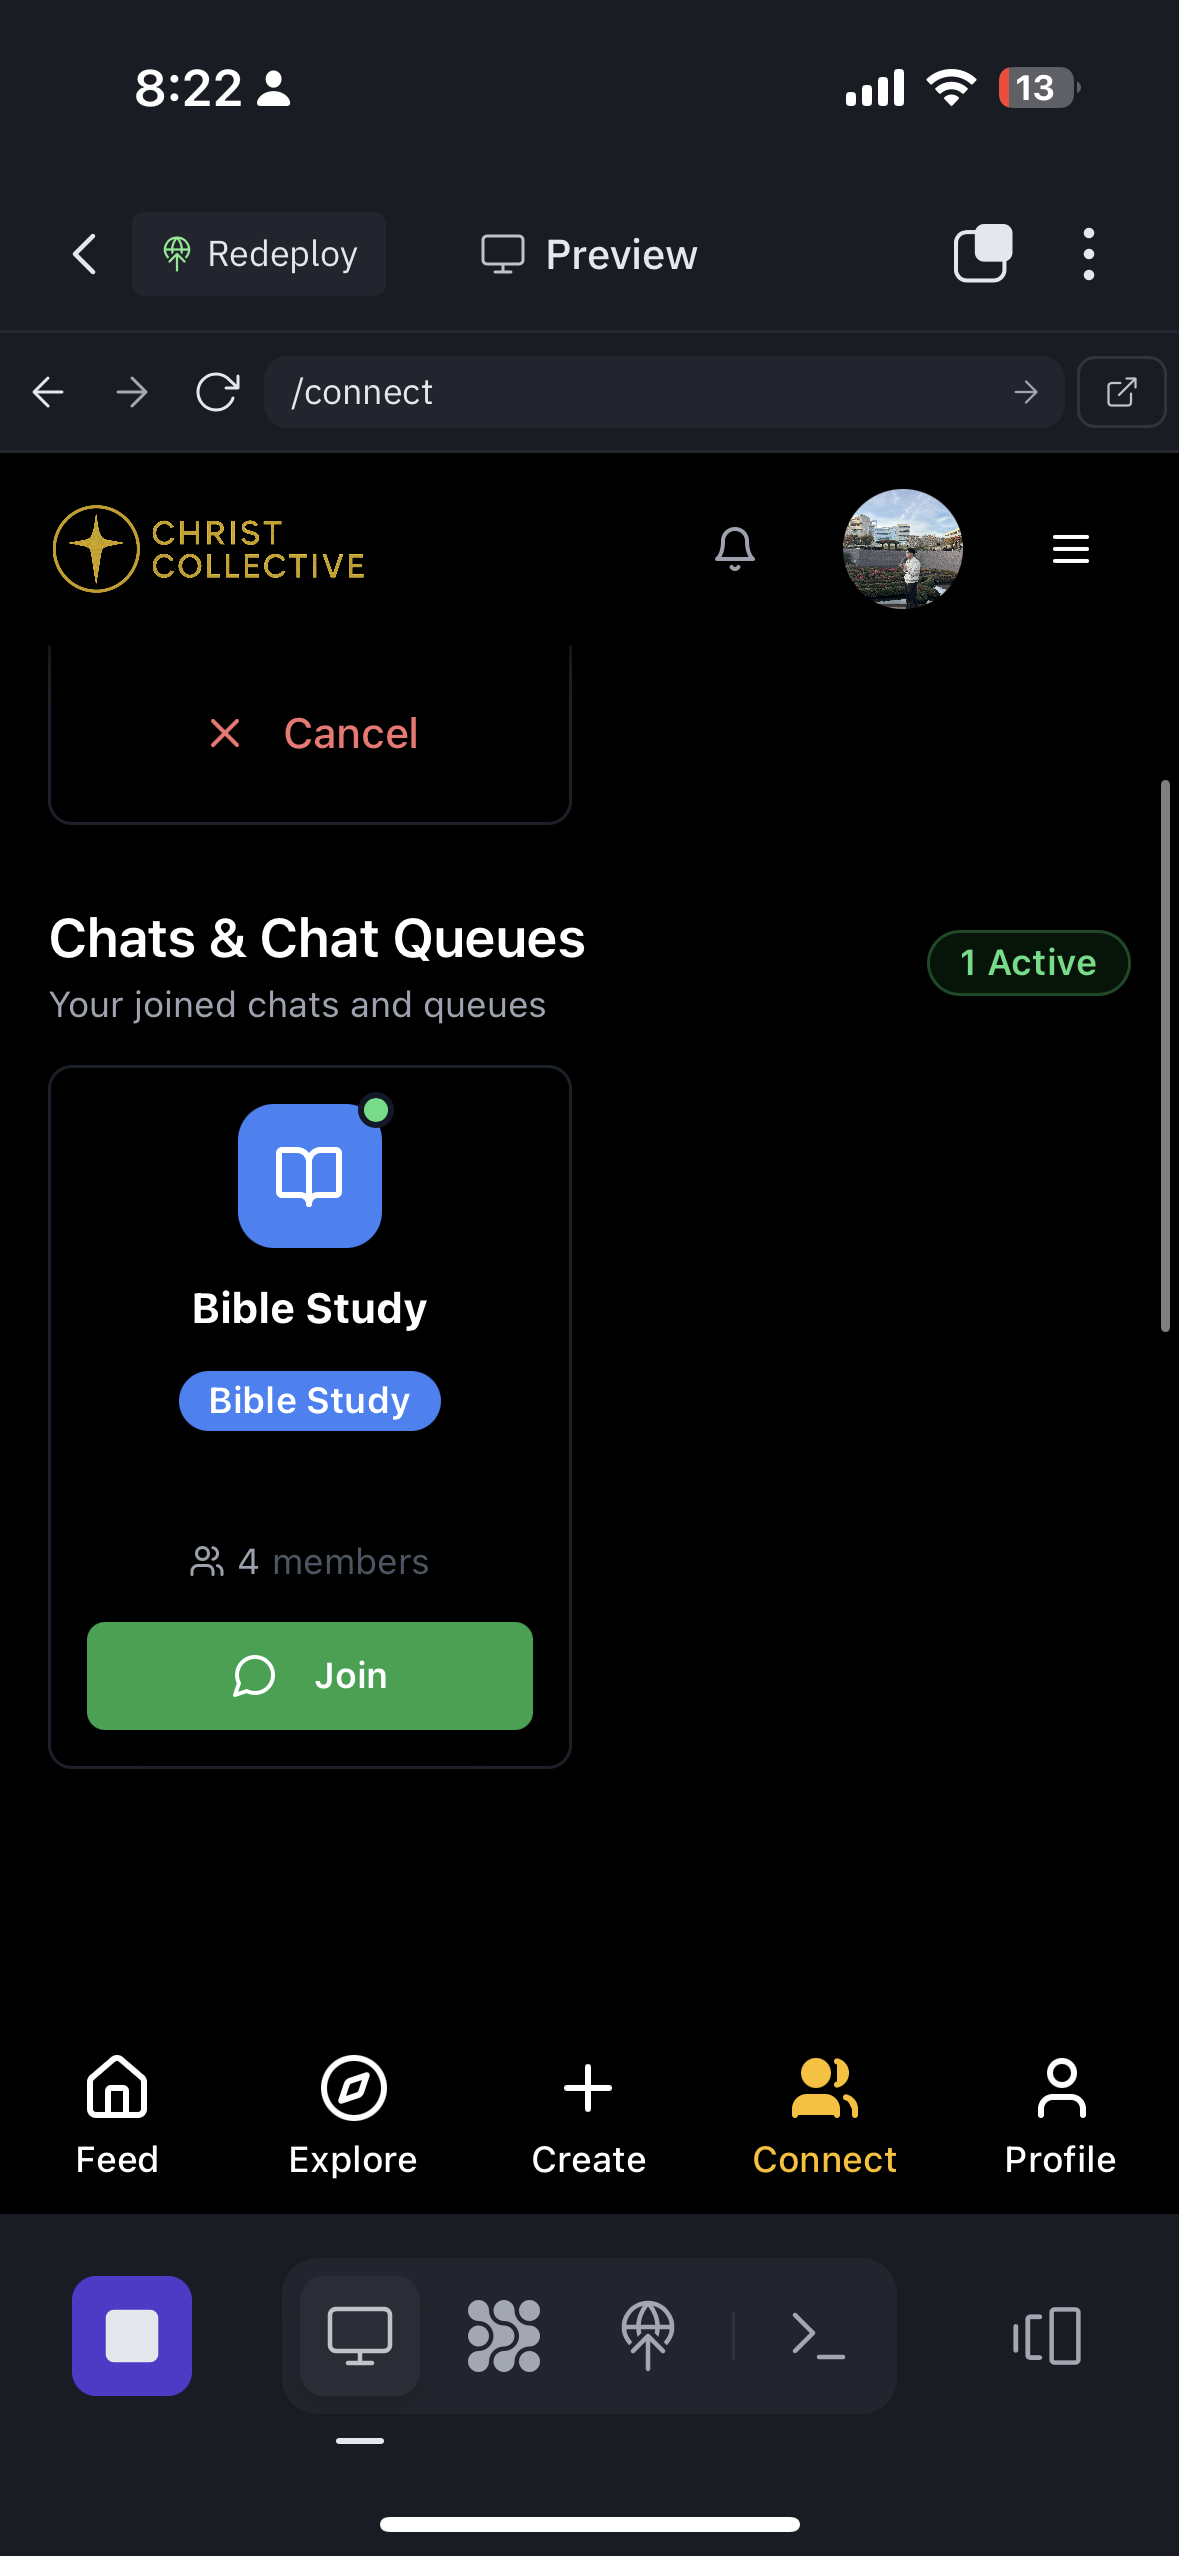 8:22
13
Redeploy
Preview
/connect
CHRIST
COLLECTIVE
Cancel
Chats & Chat Queues
1 Active
Your joined chats and queues
Bible Study
Bible Study
4 members
Join
Feed
Explore
Create
Connect
Profile